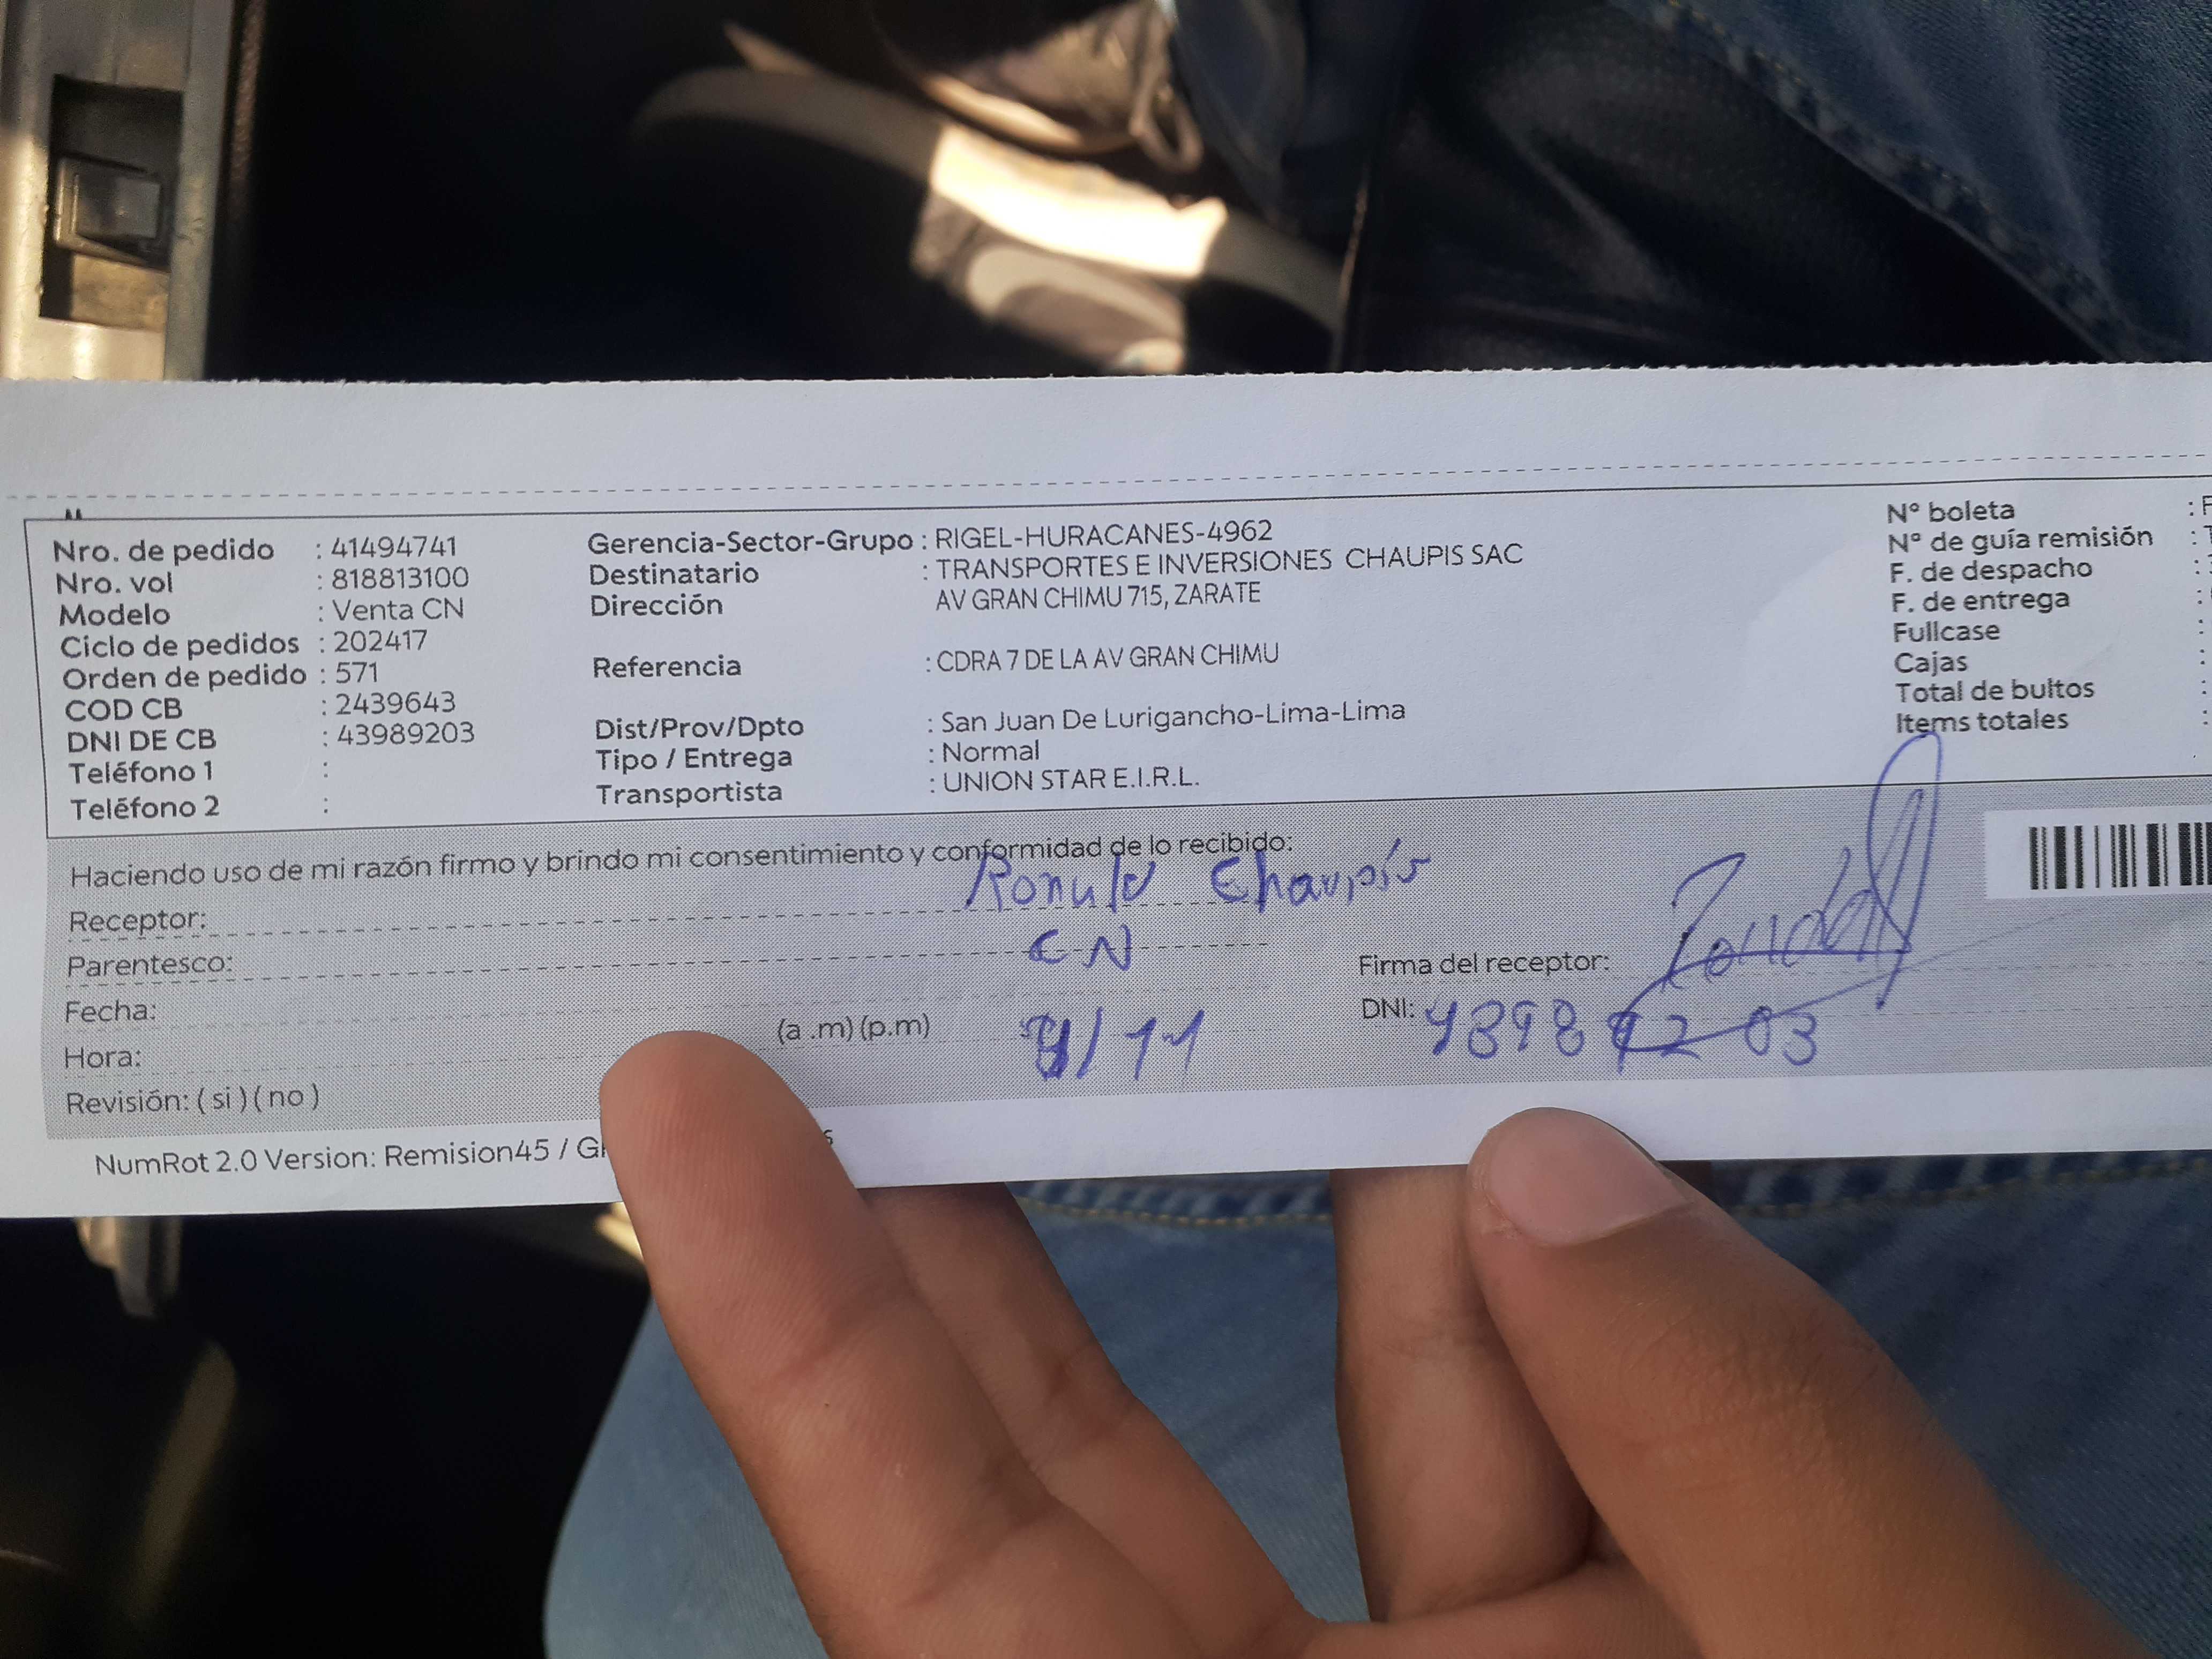 Nro. de pedido : 41494741
Nro. vol : 818813100
Modelo : Venta CN
Ciclo de pedidos : 202417
Orden de pedido : 571
COD CB : 2439643
DNI DE CB : 43989203
Teléfono 1 :
Teléfono 2 :
Gerencia-Sector-Grupo : RIGEL-HURACANES-4962
Destinatario : TRANSPORTES E INVERSIONES CHAUPIS SAC
Dirección AV GRAN CHIMU 715, ZARATE
Referencia : CDRA 7 DE LA AV GRAN CHIMU
Dist/Prov/Dpto : San Juan De Lurigancho-Lima-Lima
Tipo / Entrega : Normal
Transportista : UNION STAR E.I.R.L.
Nº boleta : F
Nº de guía remisión : T
F. de despacho :
F. de entrega :
Fullcase :
Cajas :
Total de bultos :
Items totales :
Haciendo uso de mi razón firmo y brindo mi consentimiento y conformidad de lo recibido:
Receptor: Chaupis
Parentesco: CN
Fecha:
Hora: (a .m) (p.m) /11
Revisión: ( si ) ( no )
Firma del receptor:
DNI: 43989203
NumRot 2.0 Version: Remision45 /